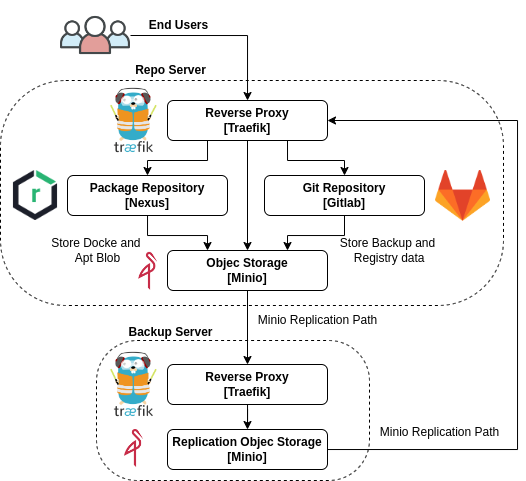 End Users
Repo Server
Reverse Proxy
[Traefik]
træfik
Package Repository
[Nexus]
r
Git Repository
[Gitlab]
Store Docke and
Apt Blob
Store Backup and
Registry data
Objec Storage
[Minio]
Minio Replication Path
Backup Server
Reverse Proxy
[Traefik]
træfik
Replication Objec Storage
[Minio]
Minio Replication Path